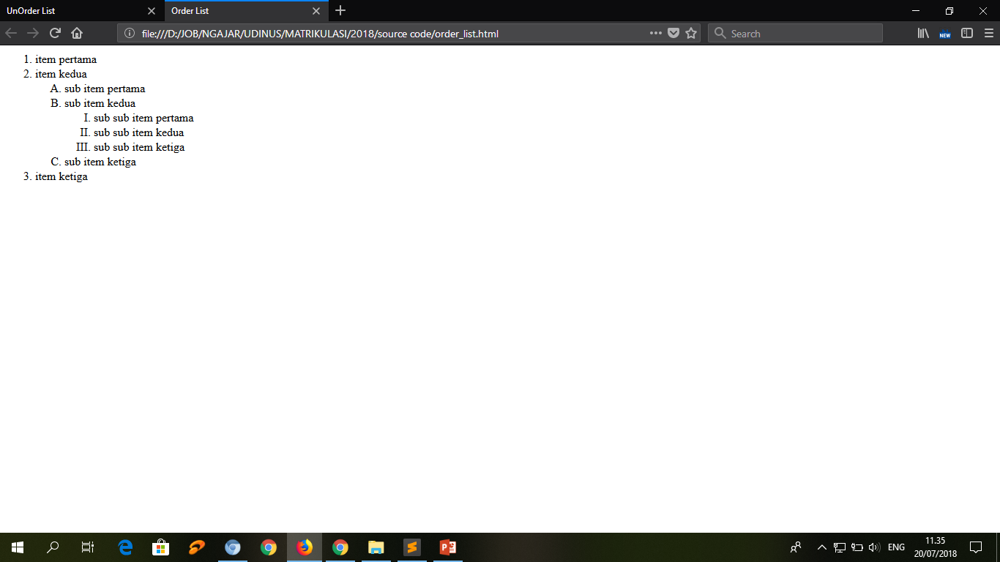 UnOrder List
Order List
file:///D:/JOB/NGAJAR/UDINUS/MATRIKULASI/2018/source code/order_list.html
Search
NEW
1. item pertama
2. item kedua
A. sub item pertama
B. sub item kedua
I. sub sub item pertama
II. sub sub item kedua
III. sub sub item ketiga
C. sub item ketiga
3. item ketiga
ENG
11.35
20/07/2018